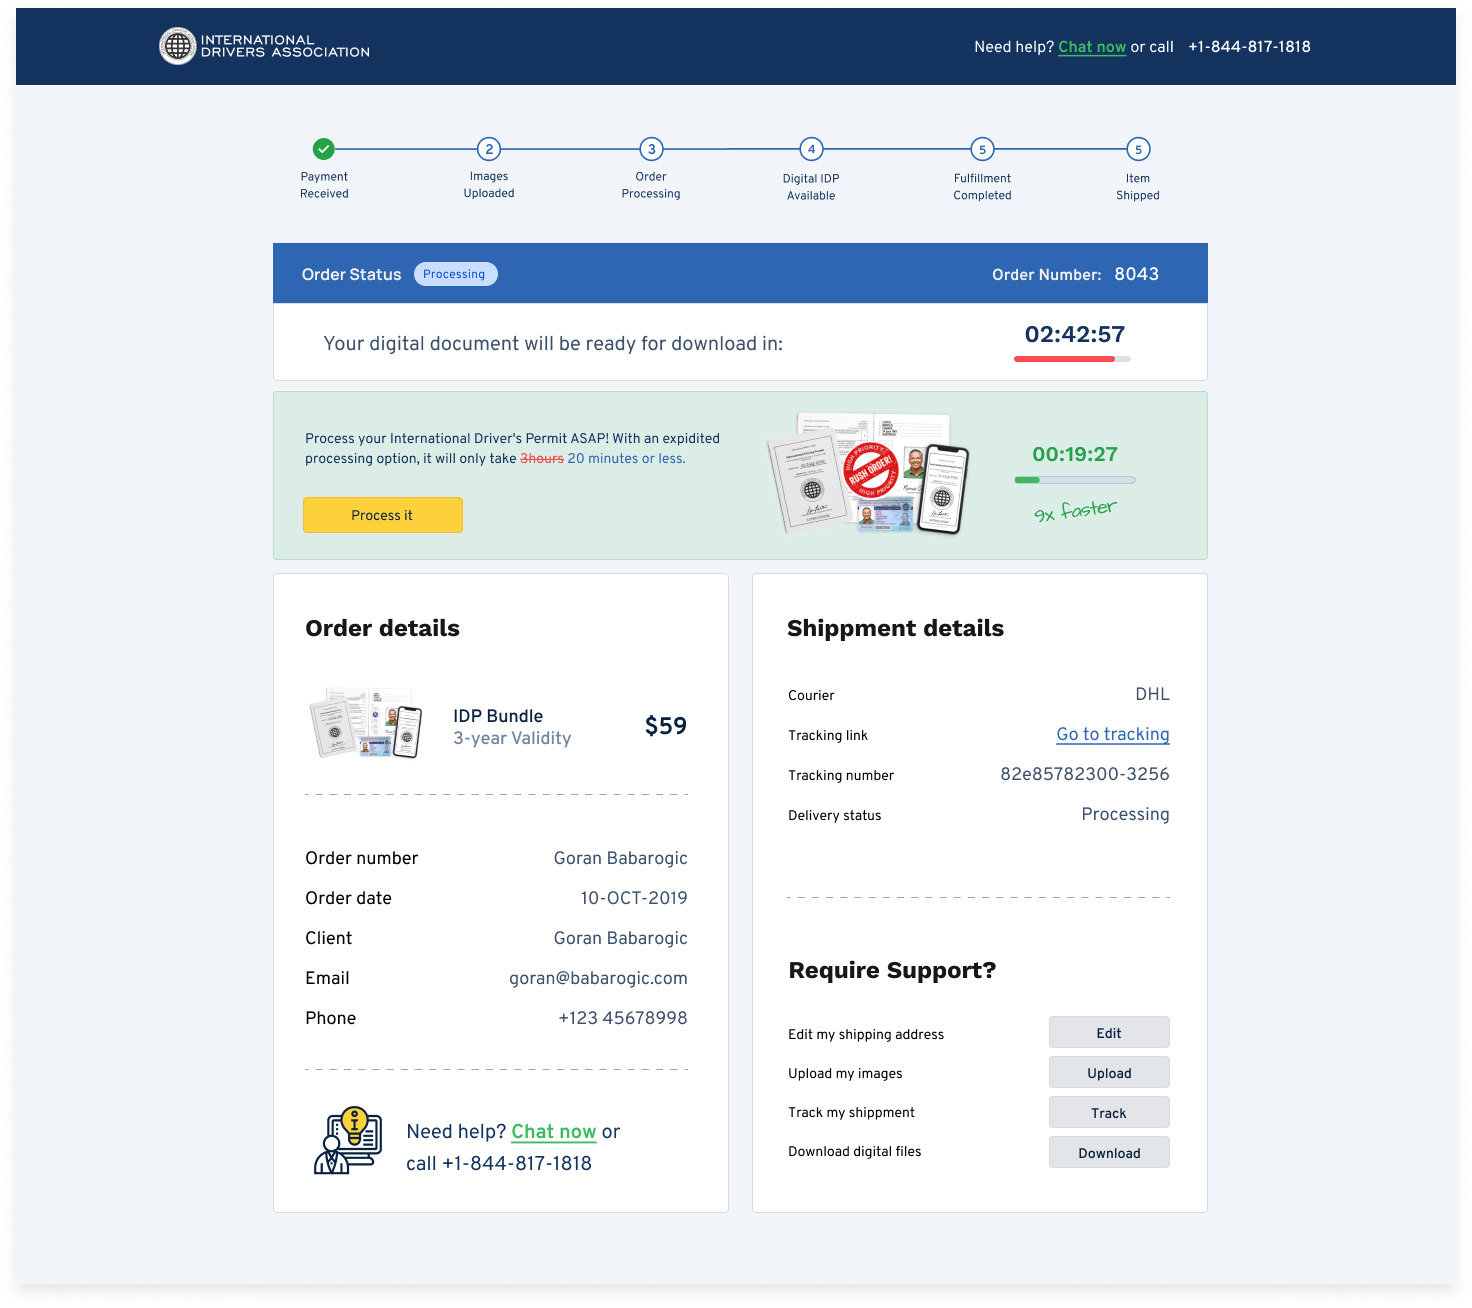 INTERNATIONAL
DRIVERS ASSOCIATION
Need help? Chat now or call +1-844-817-1818
2
3
4
5
5
Payment
Received
Images
Uploaded
Order
Processing
Digital IDP
Available
Fulfillment
Completed
Item
Shipped
Order Status
Processing
Order Number: 8043
Your digital document will be ready for download in:
02:42:57
Process your International Driver's Permit ASAP! With an expidited
processing option, it will only take 3hours 20 minutes or less.
Process it
HIGH PRIORITY!
RUSH ORDER!
HIGH PRIORITY!
00:19:27
9x faster
Order details
IDP Bundle
3-year Validity
$59
Order number Goran Babarogic
Order date 10-OCT-2019
Client Goran Babarogic
Email goran@babarogic.com
Phone +123 45678998
Need help? Chat now or
call +1-844-817-1818
Shippment details
Courier DHL
Tracking link Go to tracking
Tracking number 82e85782300-3256
Delivery status Processing
Require Support?
Edit my shipping address Edit
Upload my images Upload
Track my shippment Track
Download digital files Download